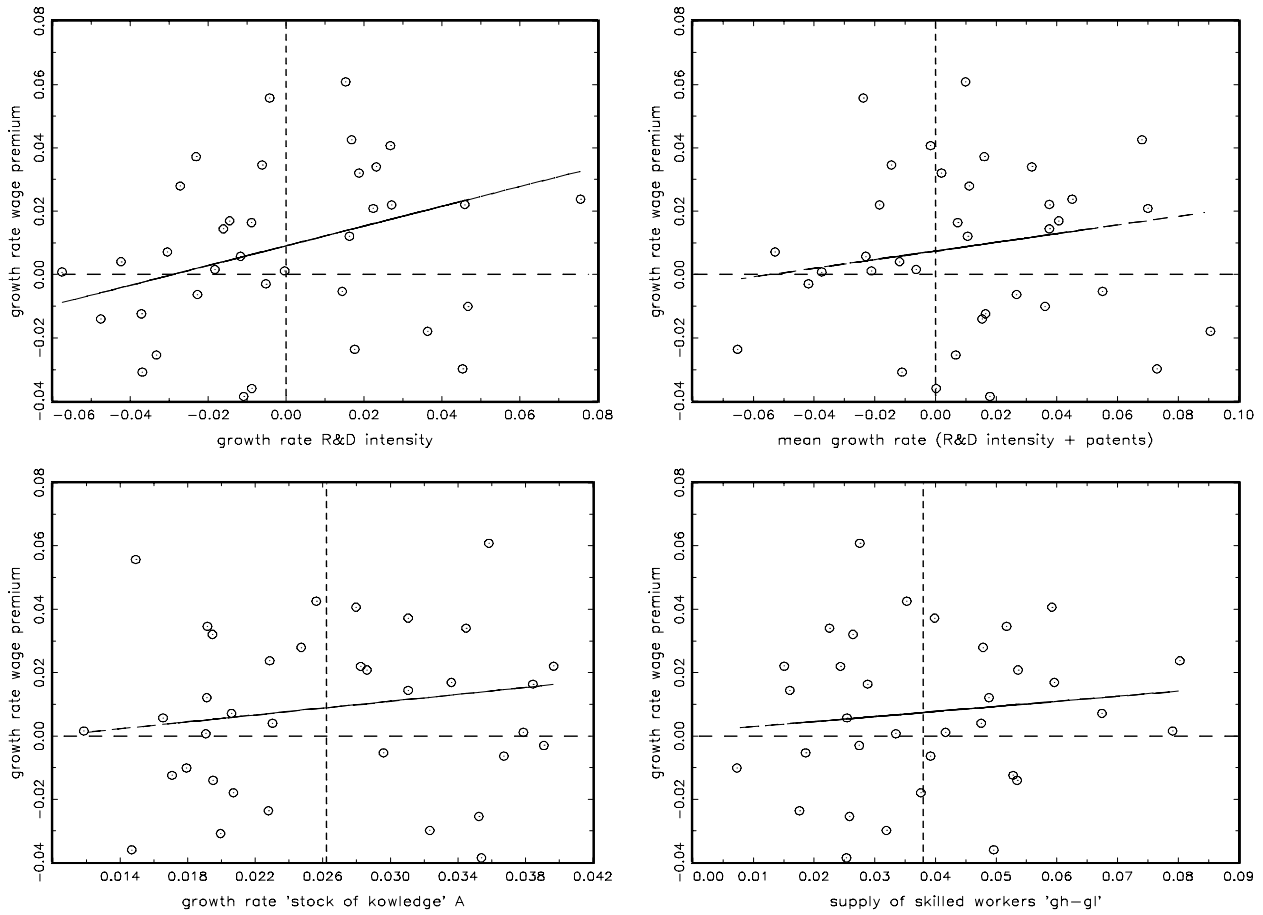 growth rate wage premium
0.08
0.06
0.04
0.02
0.00
−0.02
−0.04
−0.06 −0.04 −0.02 0.00 0.02 0.04 0.06 0.08
growth rate R&D intensity
growth rate wage premium
0.08
0.06
0.04
0.02
0.00
−0.02
−0.04
−0.06 −0.04 −0.02 0.00 0.02 0.04 0.06 0.08 0.10
mean growth rate (R&D intensity + patents)
growth rate wage premium
0.08
0.06
0.04
0.02
0.00
−0.02
−0.04
0.014 0.018 0.022 0.026 0.030 0.034 0.038 0.042
growth rate 'stock of kowledge' A
growth rate wage premium
0.08
0.06
0.04
0.02
0.00
−0.02
−0.04
0.00 0.01 0.02 0.03 0.04 0.05 0.06 0.07 0.08 0.09
supply of skilled workers 'gh−gl'